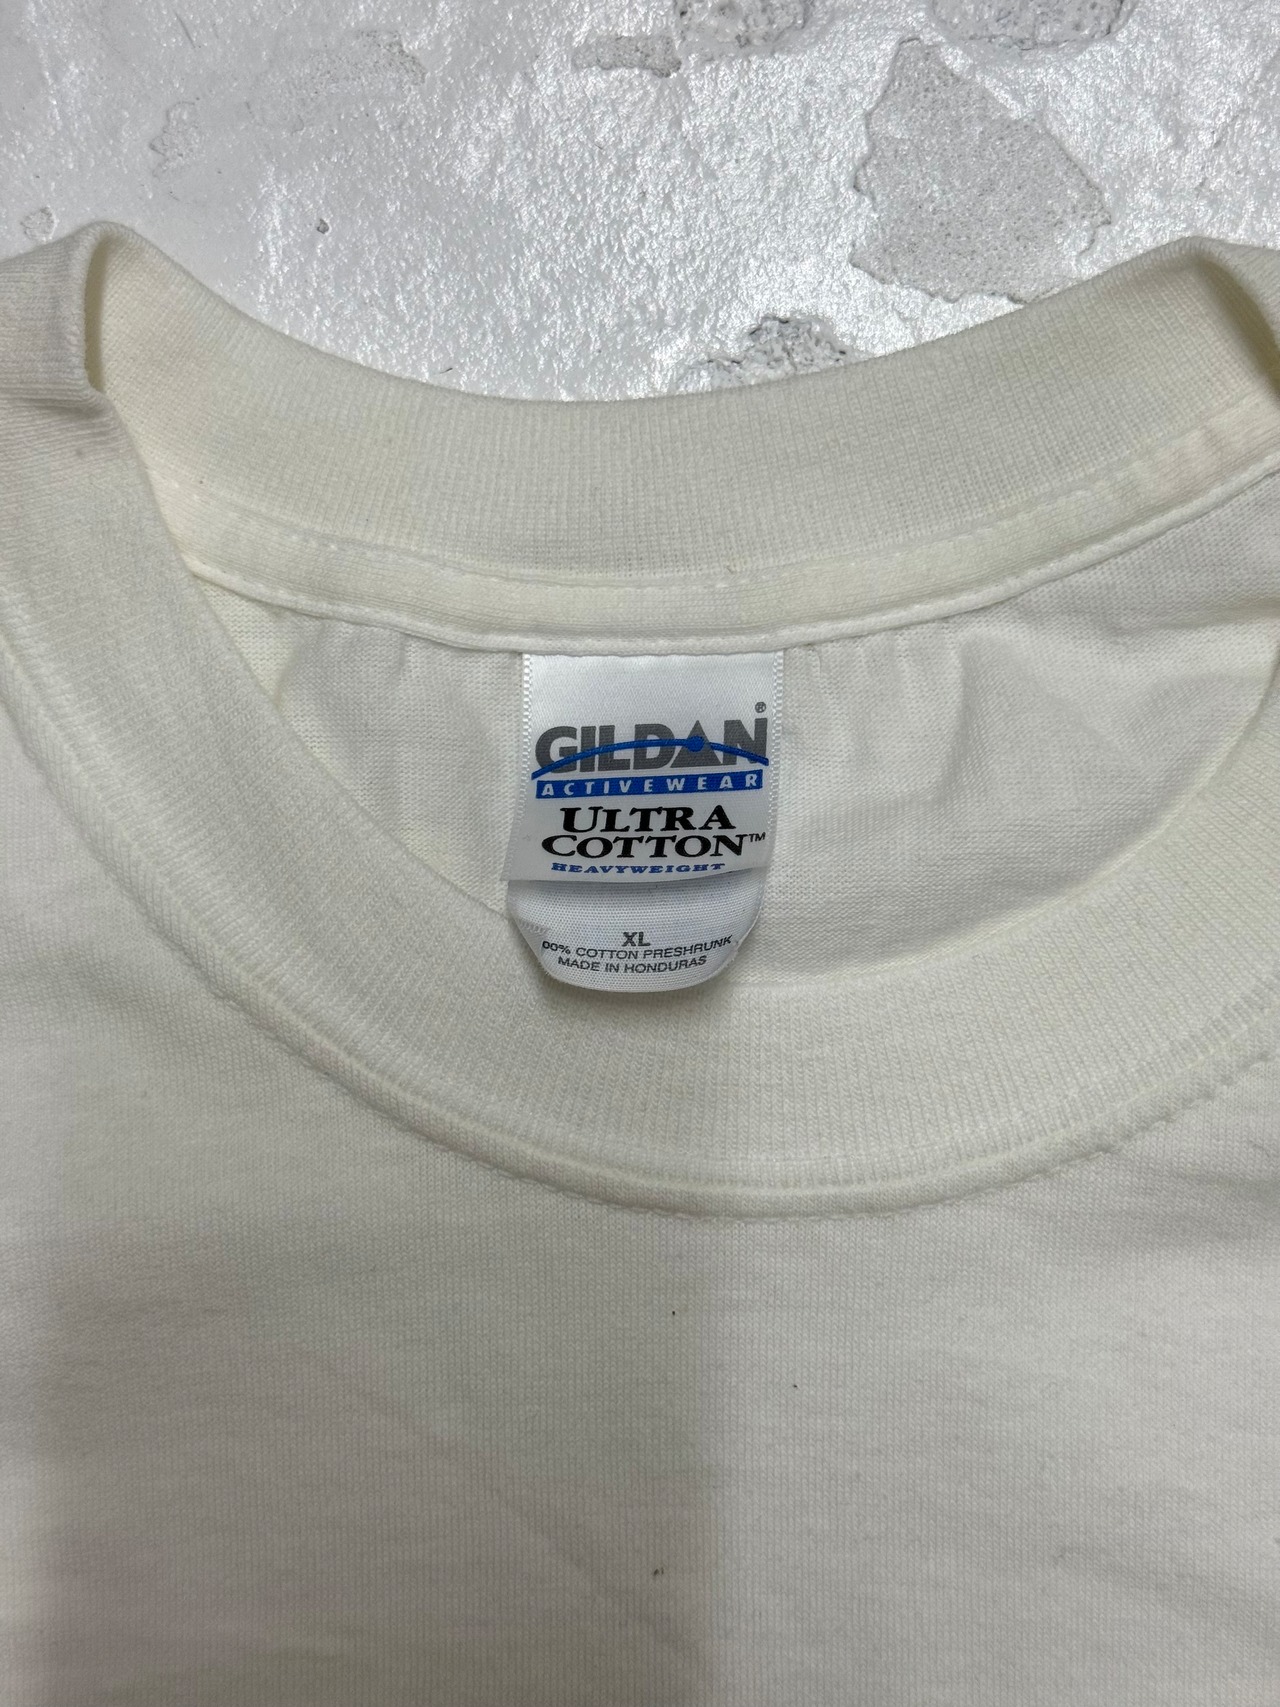 GILDAN®
ACTIVEWEAR
ULTRA
COTTON™
HEAVYWEIGHT
XL
00% COTTON PRESHRUNK
MADE IN HONDURAS